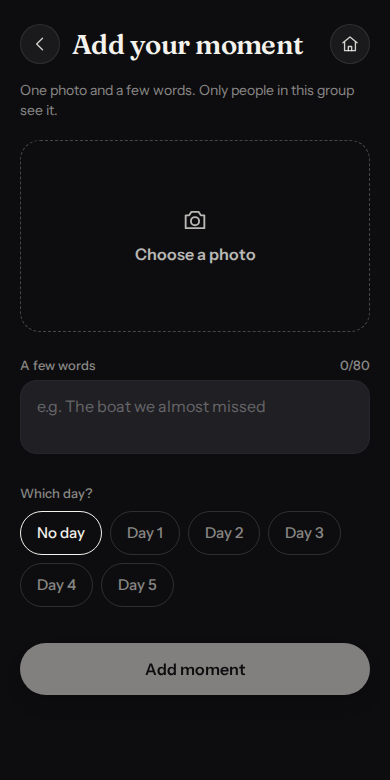 Add your moment
One photo and a few words. Only people in this group
see it.
Choose a photo
A few words 0/80
e.g. The boat we almost missed
Which day?
No day Day 1 Day 2 Day 3
Day 4 Day 5
Add moment